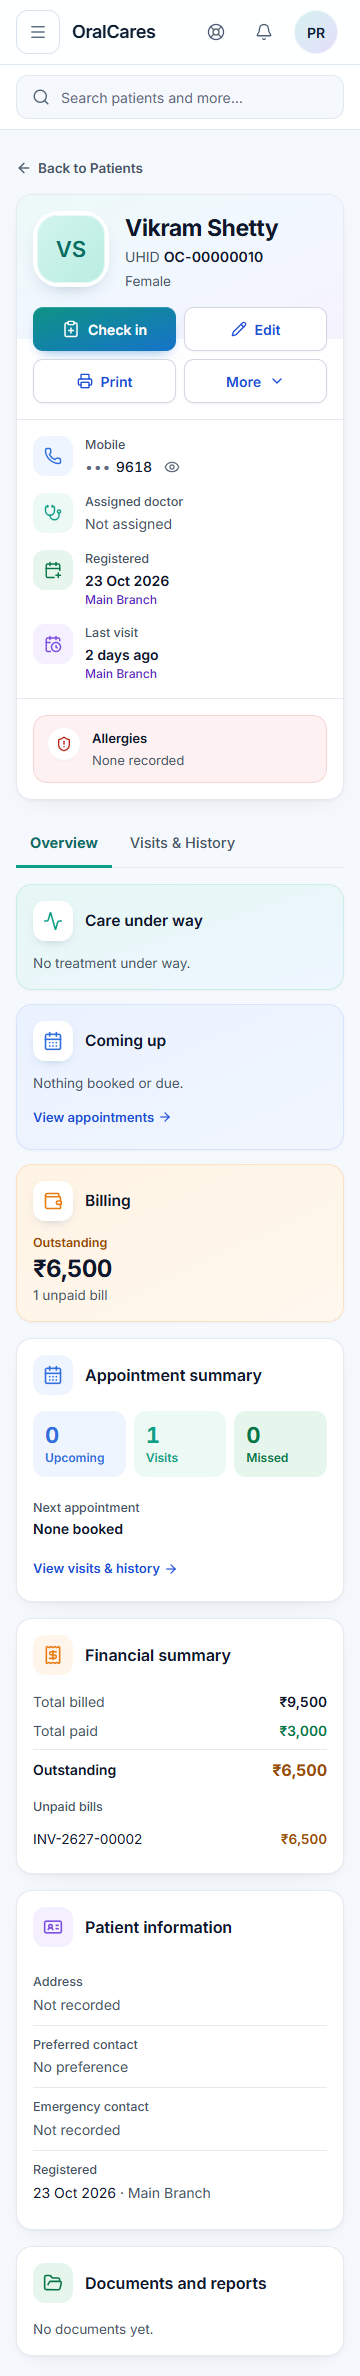 OralCares
PR
Search patients and more...
Back to Patients
VS
Vikram Shetty
UHID OC-00000010
Female
Check in
Edit
Print
More
Mobile
••• 9618
Assigned doctor
Not assigned
Registered
23 Oct 2026
Main Branch
Last visit
2 days ago
Main Branch
Allergies
None recorded
Overview
Visits & History
Care under way
No treatment under way.
Coming up
Nothing booked or due.
View appointments →
Billing
Outstanding
₹6,500
1 unpaid bill
Appointment summary
0
Upcoming
1
Visits
0
Missed
Next appointment
None booked
View visits & history →
Financial summary
Total billed ₹9,500
Total paid ₹3,000
Outstanding ₹6,500
Unpaid bills
INV-2627-00002 ₹6,500
Patient information
Address
Not recorded
Preferred contact
No preference
Emergency contact
Not recorded
Registered
23 Oct 2026 · Main Branch
Documents and reports
No documents yet.